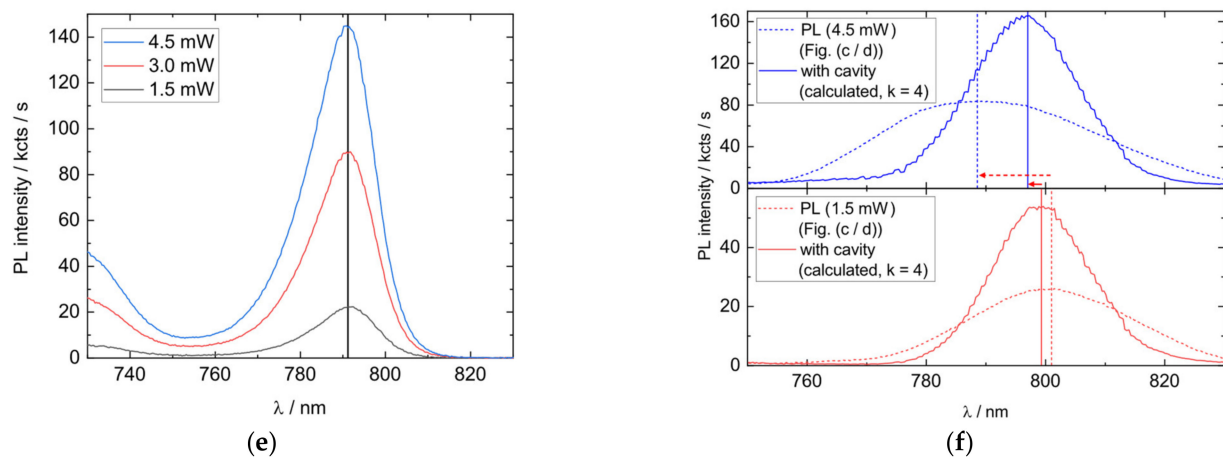 140
120
100
80
60
40
20
0
PL intensity / kcts / s
4.5 mW
3.0 mW
1.5 mW
740
760
780
800
820
λ / nm
(e)
160
120
80
40
0
PL intensity / kcts / s
PL (4.5 mW)
(Fig. (c / d))
with cavity
(calculated, k = 4)
40
20
0
PL intensity / kcts / s
PL (1.5 mW)
(Fig. (c / d))
with cavity
(calculated, k = 4)
760
780
800
820
λ / nm
(f)